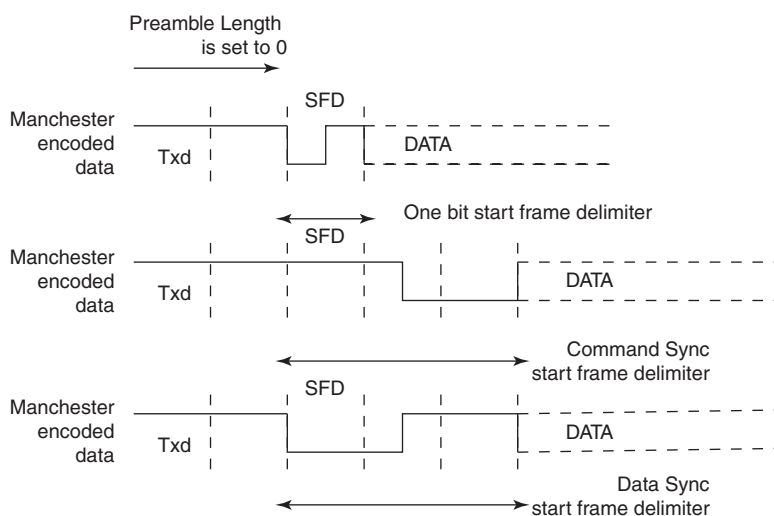 Preamble Length
is set to 0
SFD
Manchester
encoded
data
Txd
DATA
One bit start frame delimiter
SFD
Manchester
encoded
data
Txd
DATA
Command Sync
start frame delimiter
SFD
Manchester
encoded
data
Txd
DATA
Data Sync
start frame delimiter